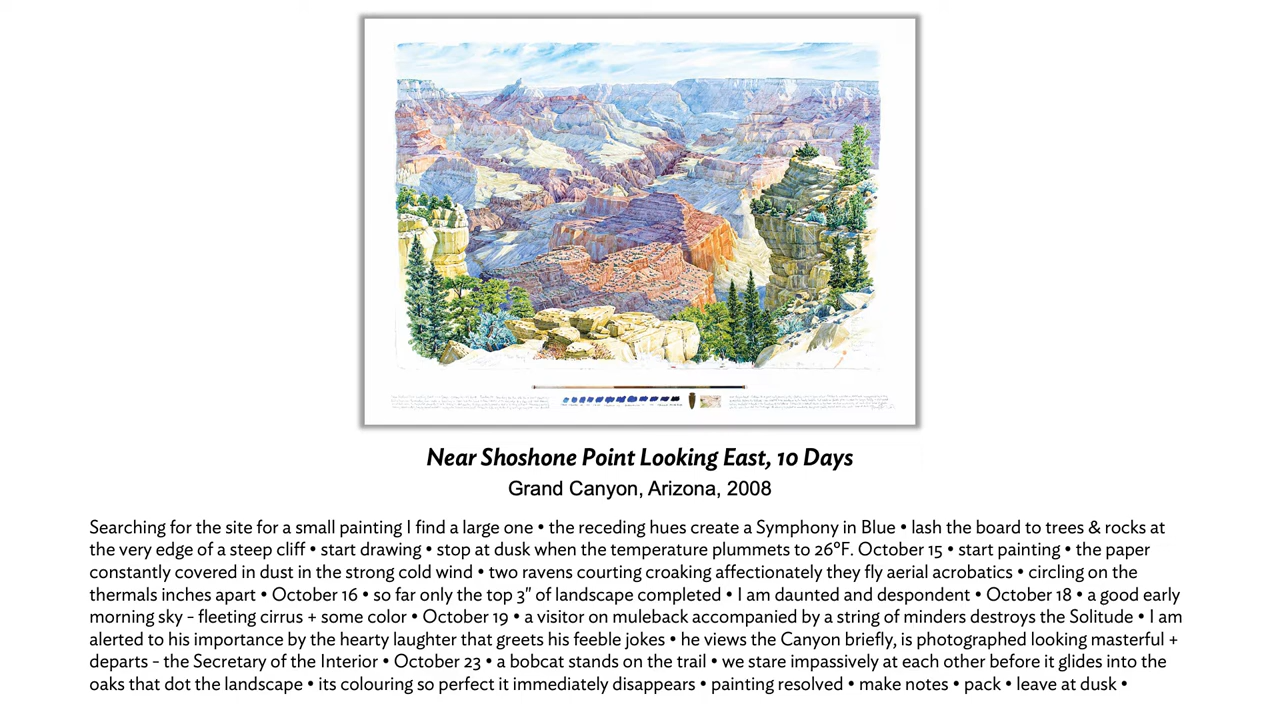 Near Shoshone Point Looking East, 10 Days
Grand Canyon, Arizona, 2008
Searching for the site for a small painting I find a large one • the receding hues create a Symphony in Blue • lash the board to trees & rocks at
the very edge of a steep cliff • start drawing • stop at dusk when the temperature plummets to 26°F. October 15 • start painting • the paper
constantly covered in dust in the strong cold wind • two ravens courting croaking affectionately they fly aerial acrobatics • circling on the
thermals inches apart • October 16 • so far only the top 3" of landscape completed • I am daunted and despondent • October 18 • a good early
morning sky – fleeting cirrus + some color • October 19 • a visitor on muleback accompanied by a string of minders destroys the Solitude • I am
alerted to his importance by the hearty laughter that greets his feeble jokes • he views the Canyon briefly, is photographed looking masterful +
departs – the Secretary of the Interior • October 23 • a bobcat stands on the trail • we stare impassively at each other before it glides into the
oaks that dot the landscape • its colouring so perfect it immediately disappears • painting resolved • make notes • pack • leave at dusk •